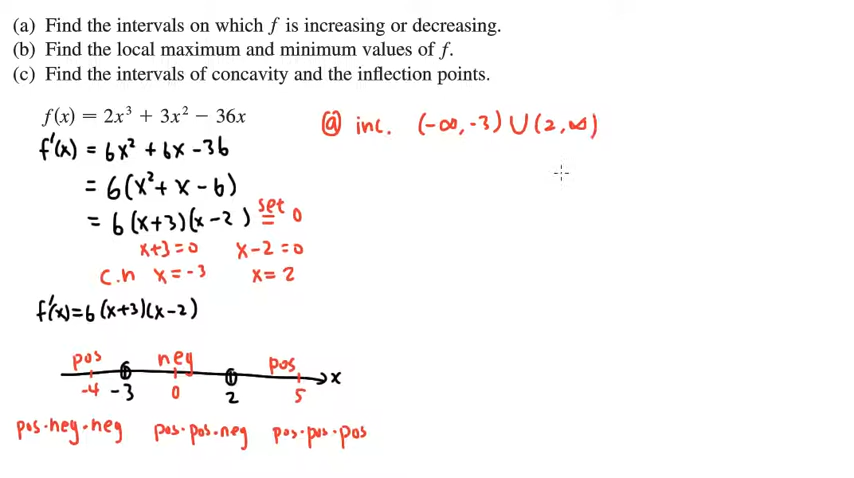 (a) Find the intervals on which f is increasing or decreasing.
(b) Find the local maximum and minimum values of f.
(c) Find the intervals of concavity and the inflection points.
f(x) = 2x³ + 3x² − 36x
ⓐ inc. (-∞, -3) ∪ (2, ∞)
f'(x) = 6x² + 6x - 36
= 6(x² + x - 6)
= 6(x+3)(x-2) set = 0
x+3=0 x-2=0
c.n x=-3 x=2
f'(x)=6(x+3)(x-2)
pos neg pos
x
-4 -3 0 2 5
pos·neg·neg pos·pos·neg pos·pos·pos